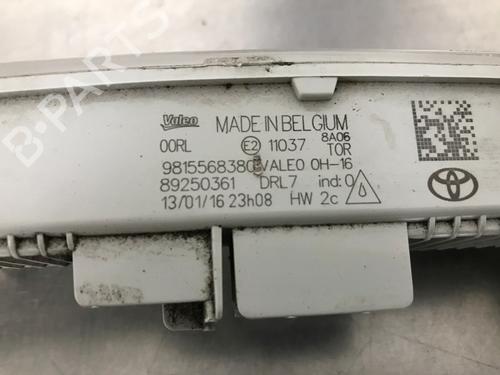 Valeo MADE IN BELGIUM
00RL E2 11037 8A06
TOR
9815568380 VALEO 0H-16
89250361 DRL7 ind:0
13/01/16 23h08 HW 2c
B-PARTS